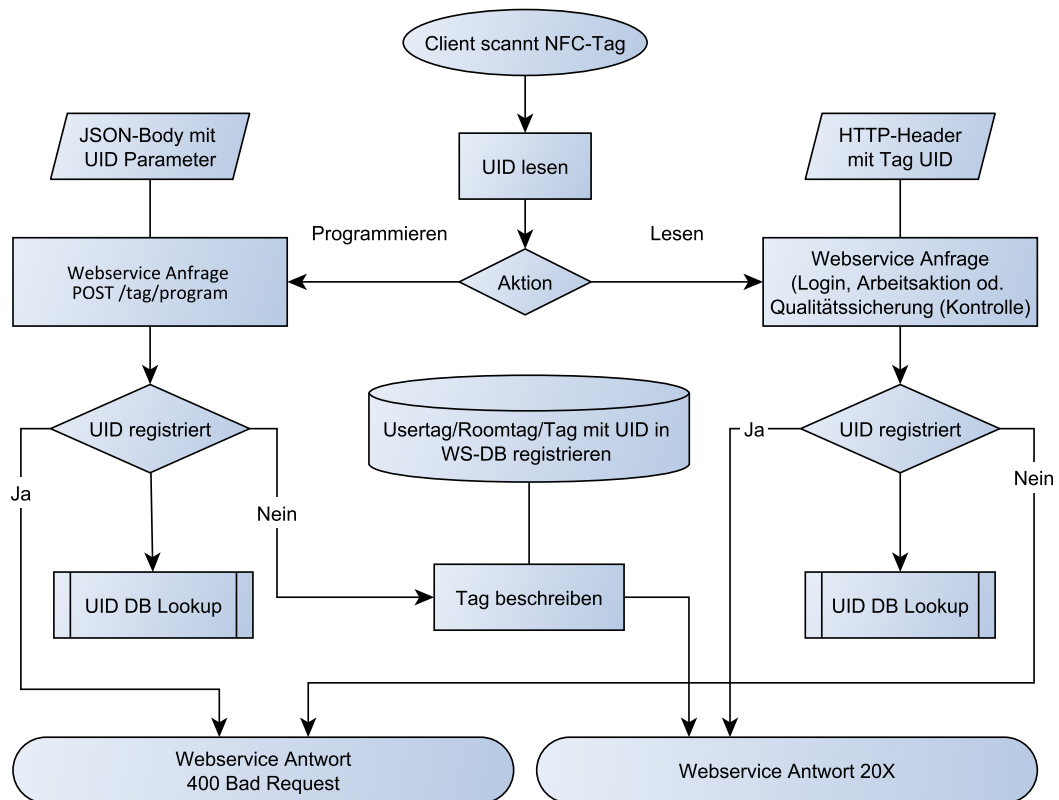 Client scannt NFC-Tag
JSON-Body mit
UID Parameter
UID lesen
HTTP-Header
mit Tag UID
Programmieren
Lesen
Webservice Anfrage
POST /tag/program
Aktion
Webservice Anfrage
(Login, Arbeitsaktion od.
Qualitätssicherung (Kontrolle)
UID registriert
Usertag/Roomtag/Tag mit UID in
WS-DB registrieren
Ja
UID registriert
Ja
Nein
Nein
UID DB Lookup
Tag beschreiben
UID DB Lookup
Webservice Antwort
400 Bad Request
Webservice Antwort 20X